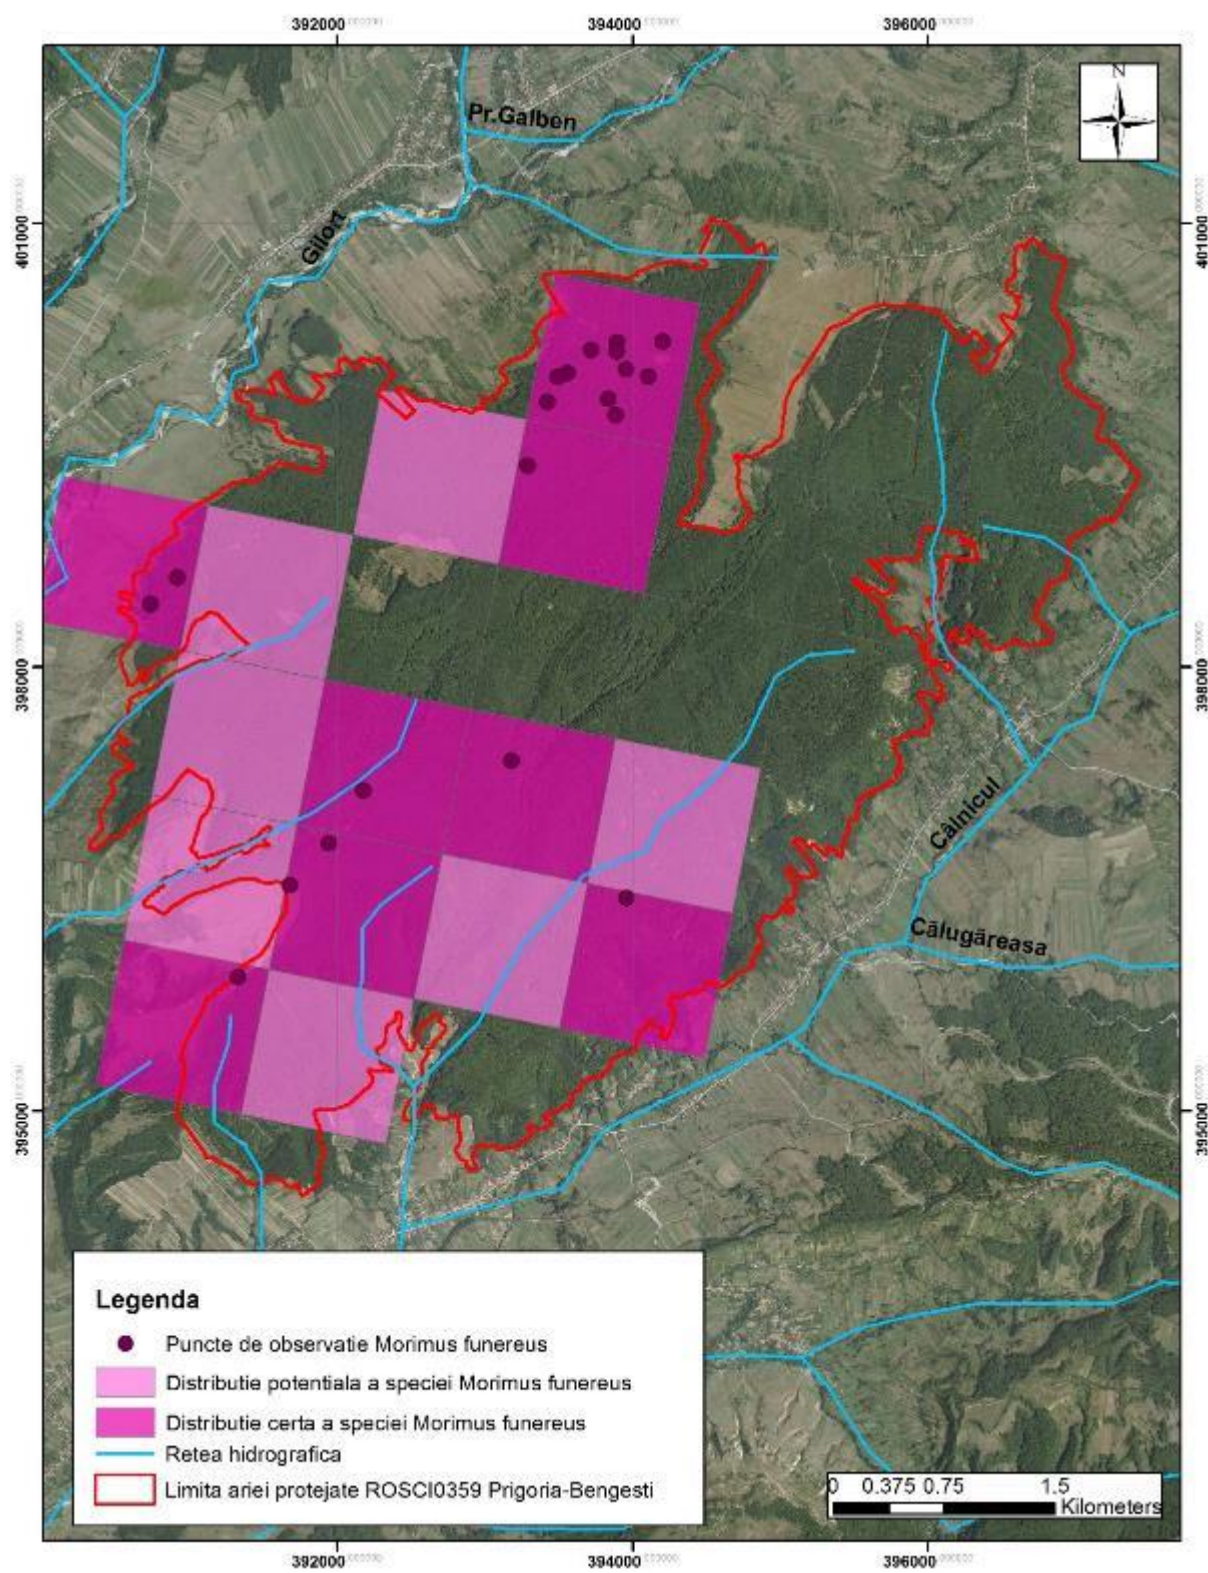 392000 394000 396000
N
Pr.Galben
Gilort
401000 401000
398000 398000
Câlnicul
Călugăreasa
395000 395000
Legenda
Puncte de observatie Morimus funereus
Distributie potentiala a speciei Morimus funereus
Distributie certa a speciei Morimus funereus
Retea hidrografica
Limita ariei protejate ROSCI0359 Prigoria-Bengesti
0 0.375 0.75 1.5
Kilometers
392000 394000 396000